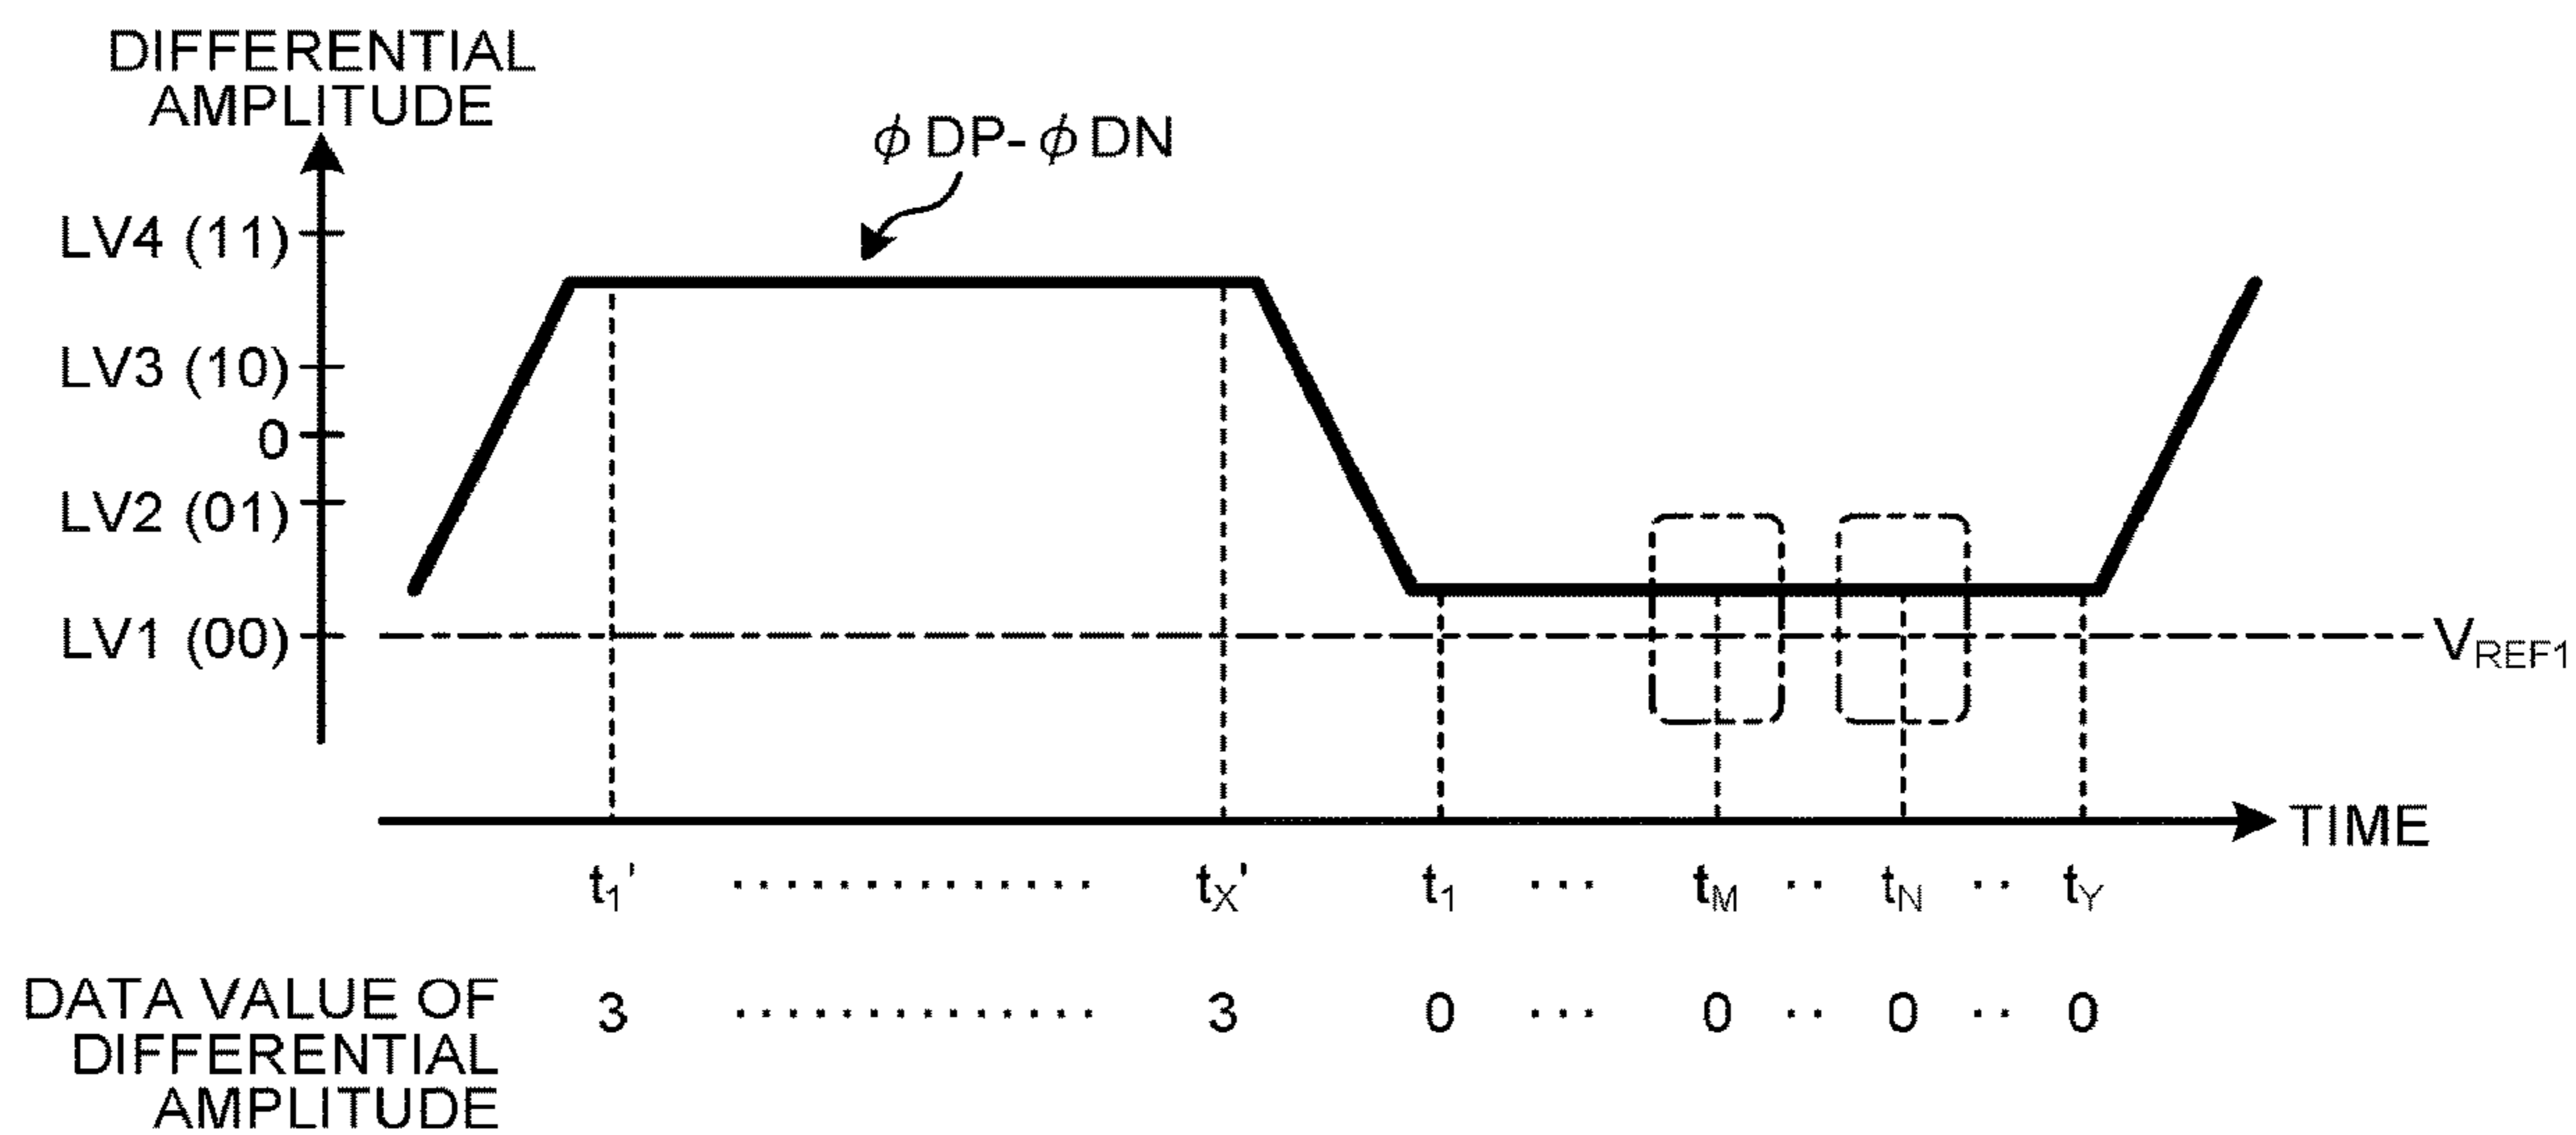 DIFFERENTIAL
AMPLITUDE
ϕDP-ϕDN
LV4 (11)
LV3 (10)
0
LV2 (01)
LV1 (00)
VREF1
TIME
t1' ·············· tX' t1 ··· tM ·· tN ·· tY
DATA VALUE OF
DIFFERENTIAL
AMPLITUDE
3 ·············· 3 0 ··· 0 ·· 0 ·· 0